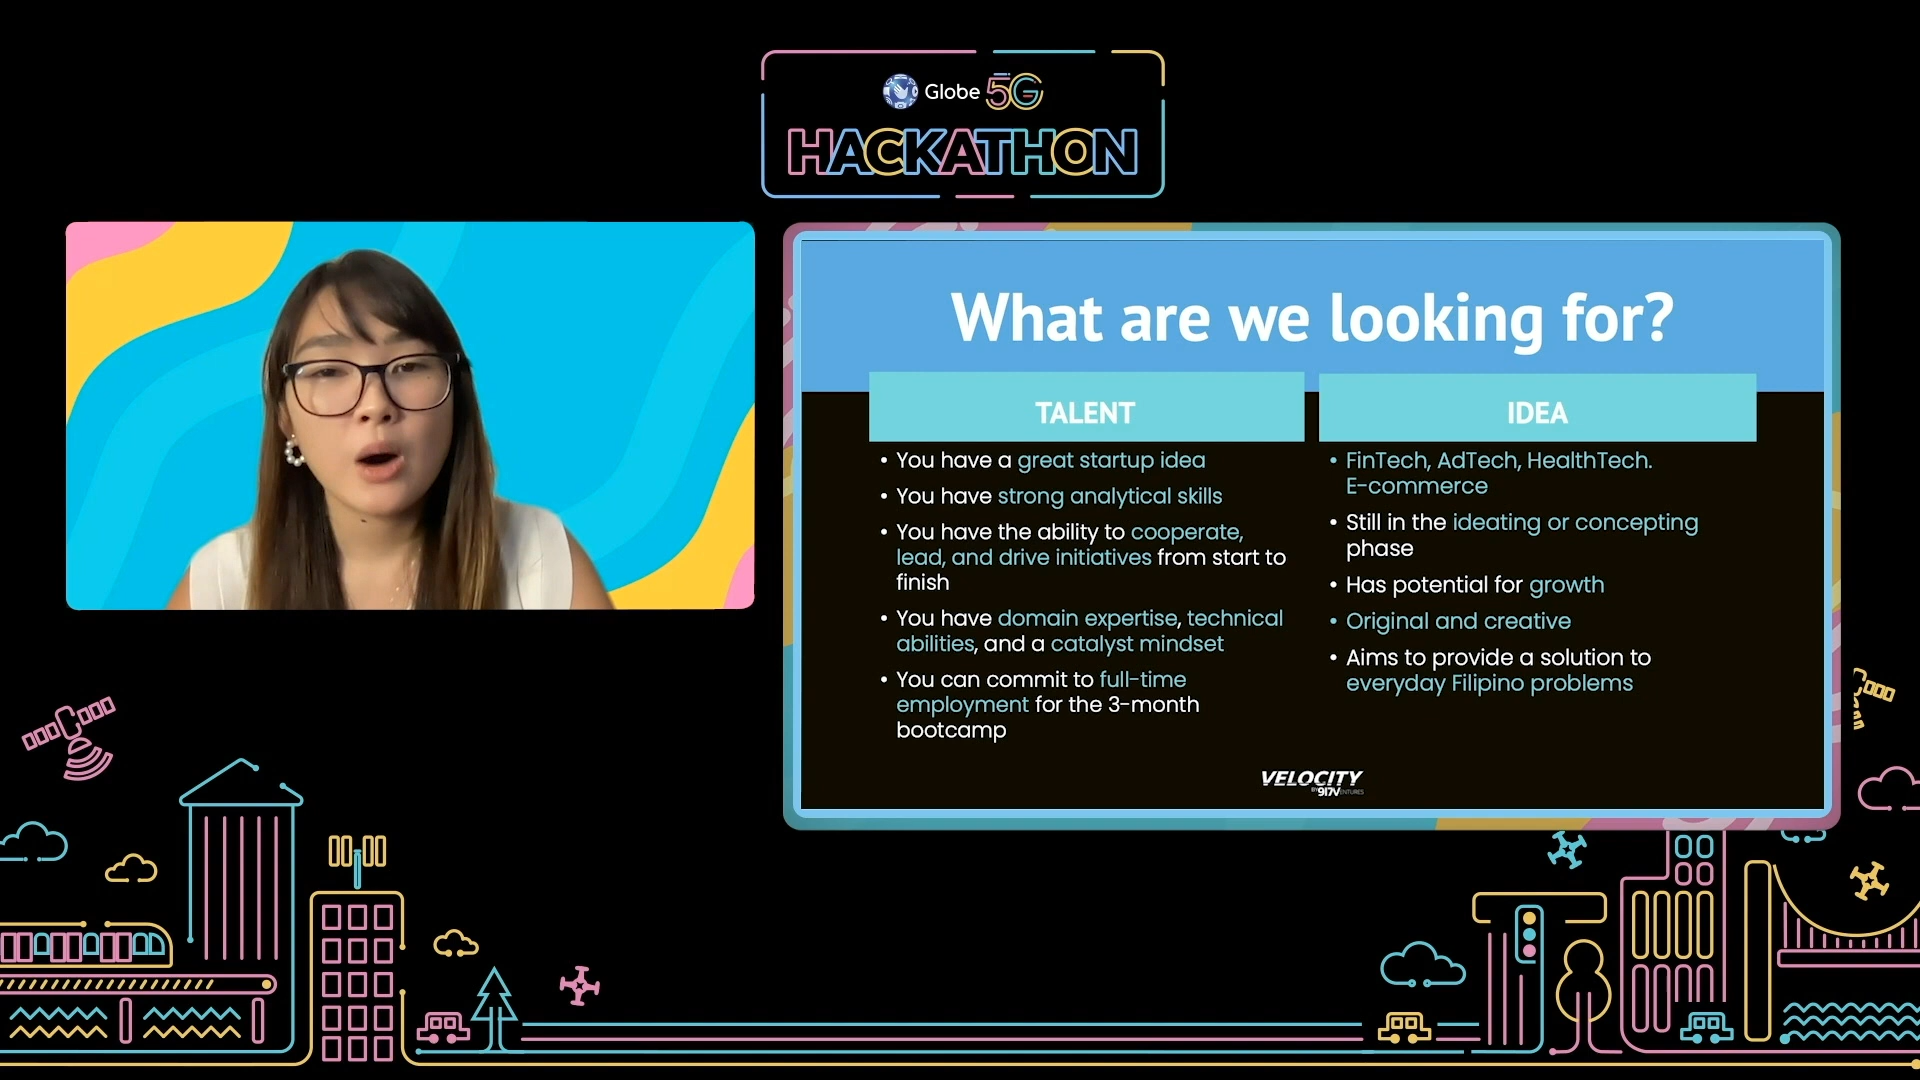 Globe 5G
HACKATHON
What are we looking for?
TALENT
• You have a great startup idea
• You have strong analytical skills
• You have the ability to cooperate,
lead, and drive initiatives from start to
finish
• You have domain expertise, technical
abilities, and a catalyst mindset
• You can commit to full-time
employment for the 3-month
bootcamp
IDEA
• FinTech, AdTech, HealthTech.
E-commerce
• Still in the ideating or concepting
phase
• Has potential for growth
• Original and creative
• Aims to provide a solution to
everyday Filipino problems
VELOCITY
BY 917VENTURES